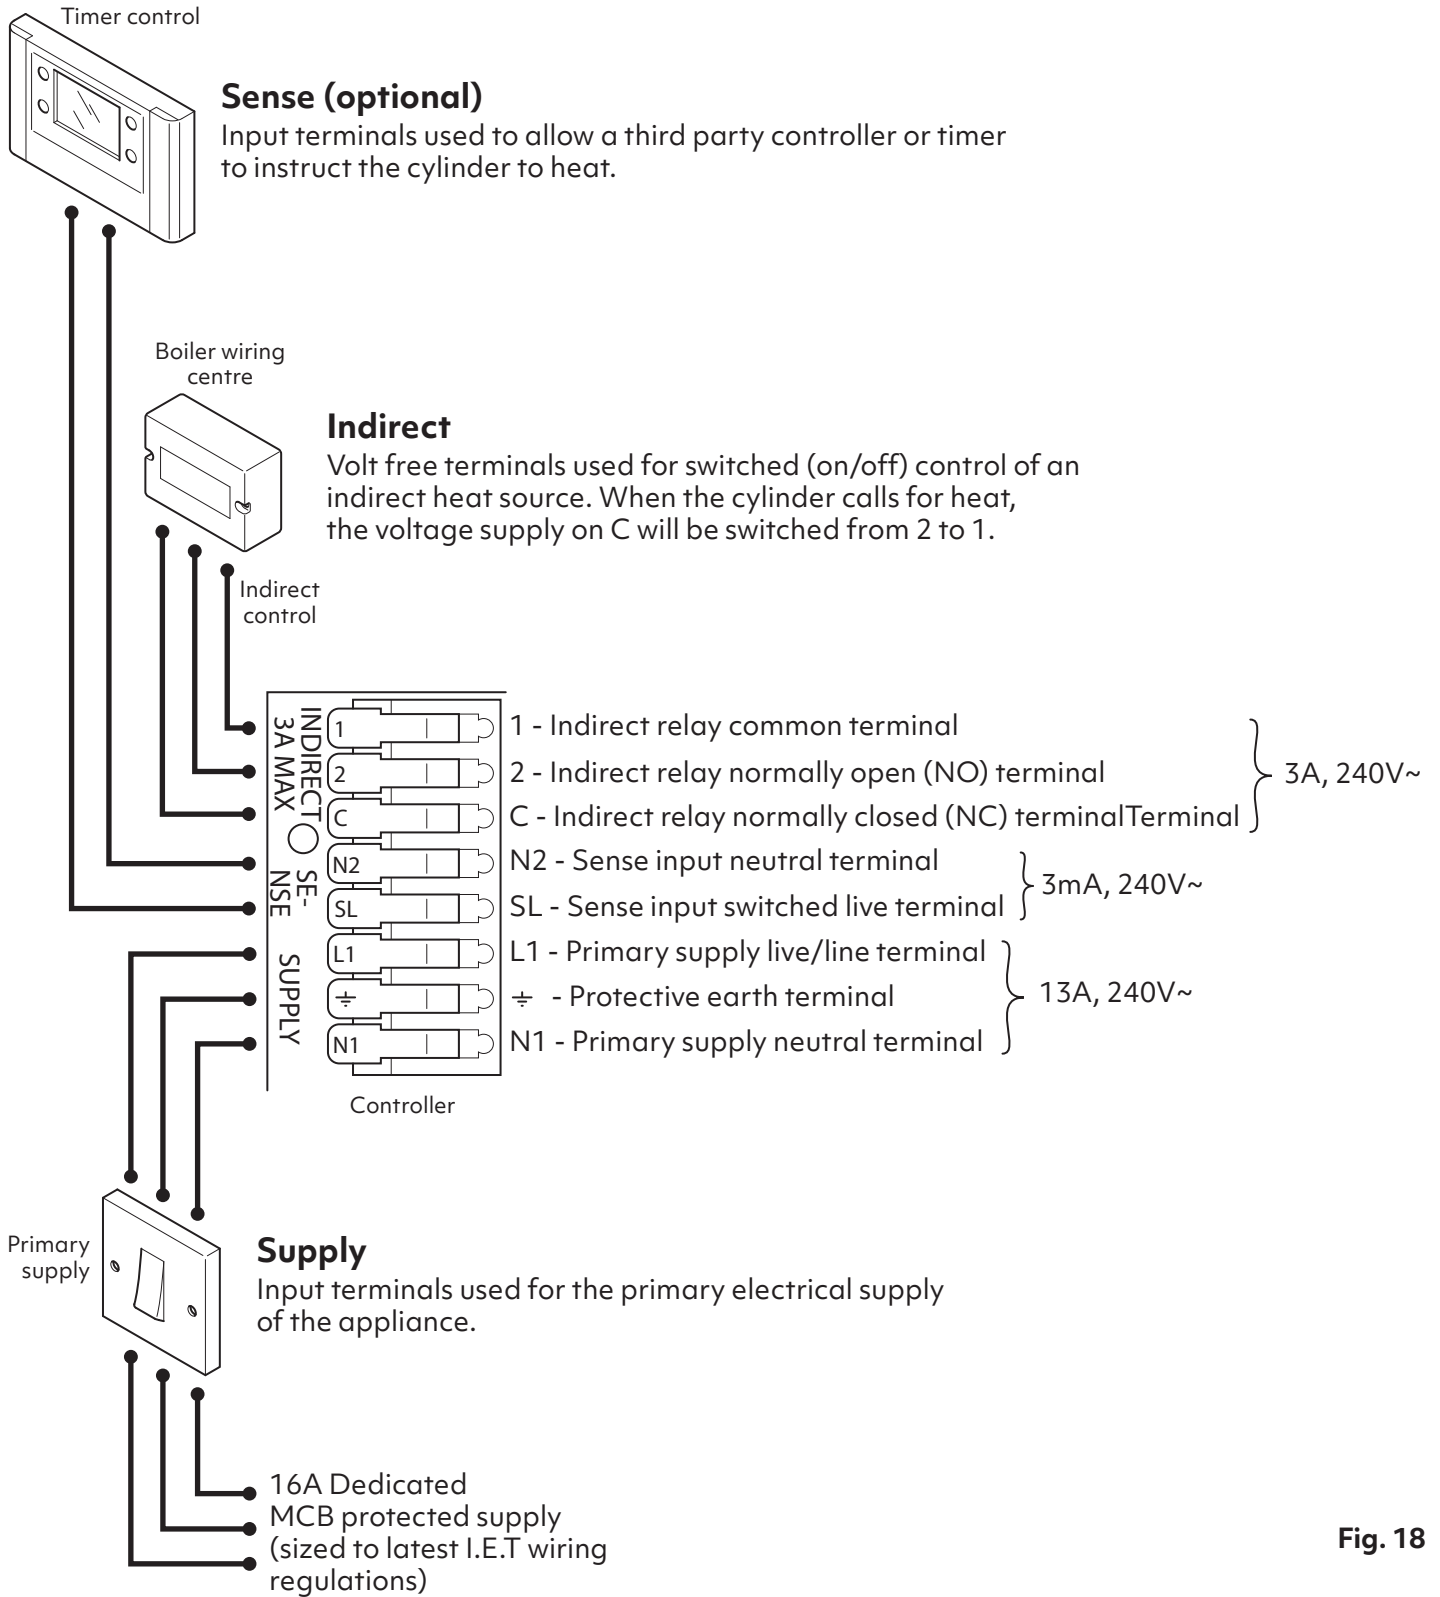 Timer control
Sense (optional)
Input terminals used to allow a third party controller or timer
to instruct the cylinder to heat.
Boiler wiring
centre
Indirect
Volt free terminals used for switched (on/off) control of an
indirect heat source. When the cylinder calls for heat,
the voltage supply on C will be switched from 2 to 1.
Indirect
control
INDIRECT
3A MAX
SE-
NSE
SUPPLY
1
2
C
N2
SL
L1
⏚
N1
1 - Indirect relay common terminal
2 - Indirect relay normally open (NO) terminal
C - Indirect relay normally closed (NC) terminalTerminal
3A, 240V~
N2 - Sense input neutral terminal
SL - Sense input switched live terminal
3mA, 240V~
L1 - Primary supply live/line terminal
⏚ - Protective earth terminal
N1 - Primary supply neutral terminal
13A, 240V~
Controller
Primary
supply
Supply
Input terminals used for the primary electrical supply
of the appliance.
16A Dedicated
MCB protected supply
(sized to latest I.E.T wiring
regulations)
Fig. 18